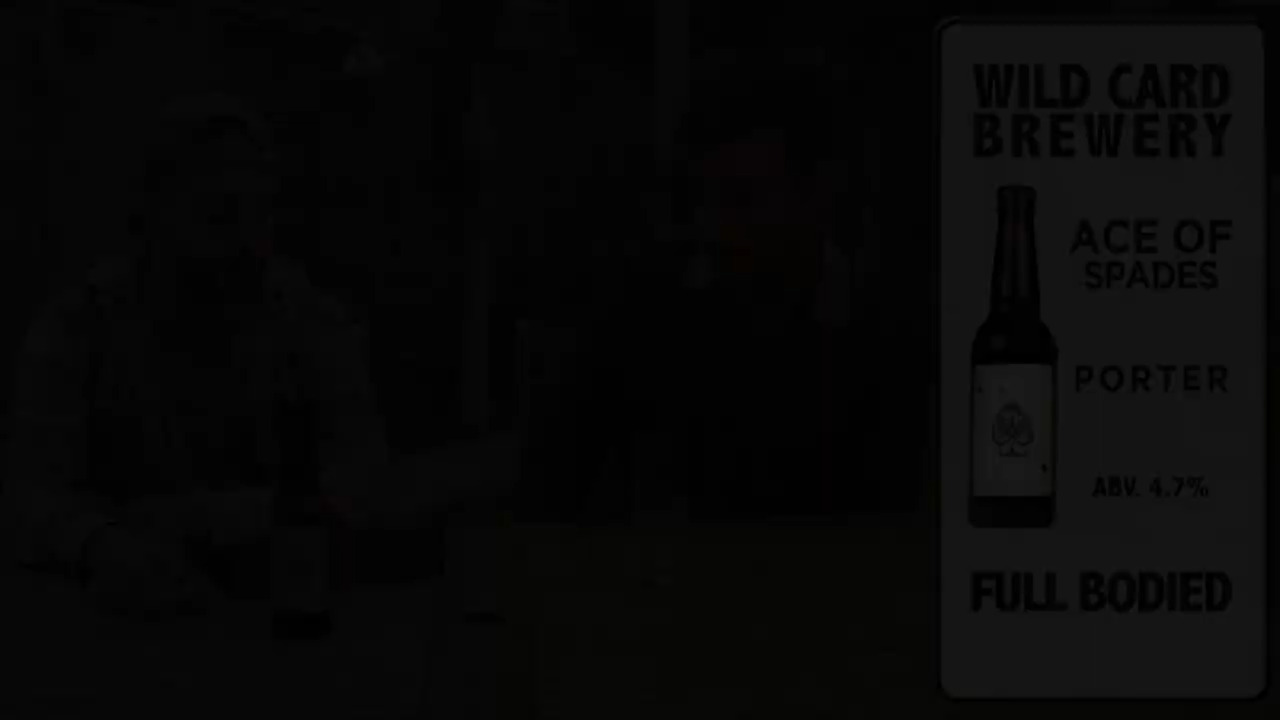 WILD CARD
BREWERY
ACE OF
SPADES
PORTER
ABV. 4.7%
FULL BODIED